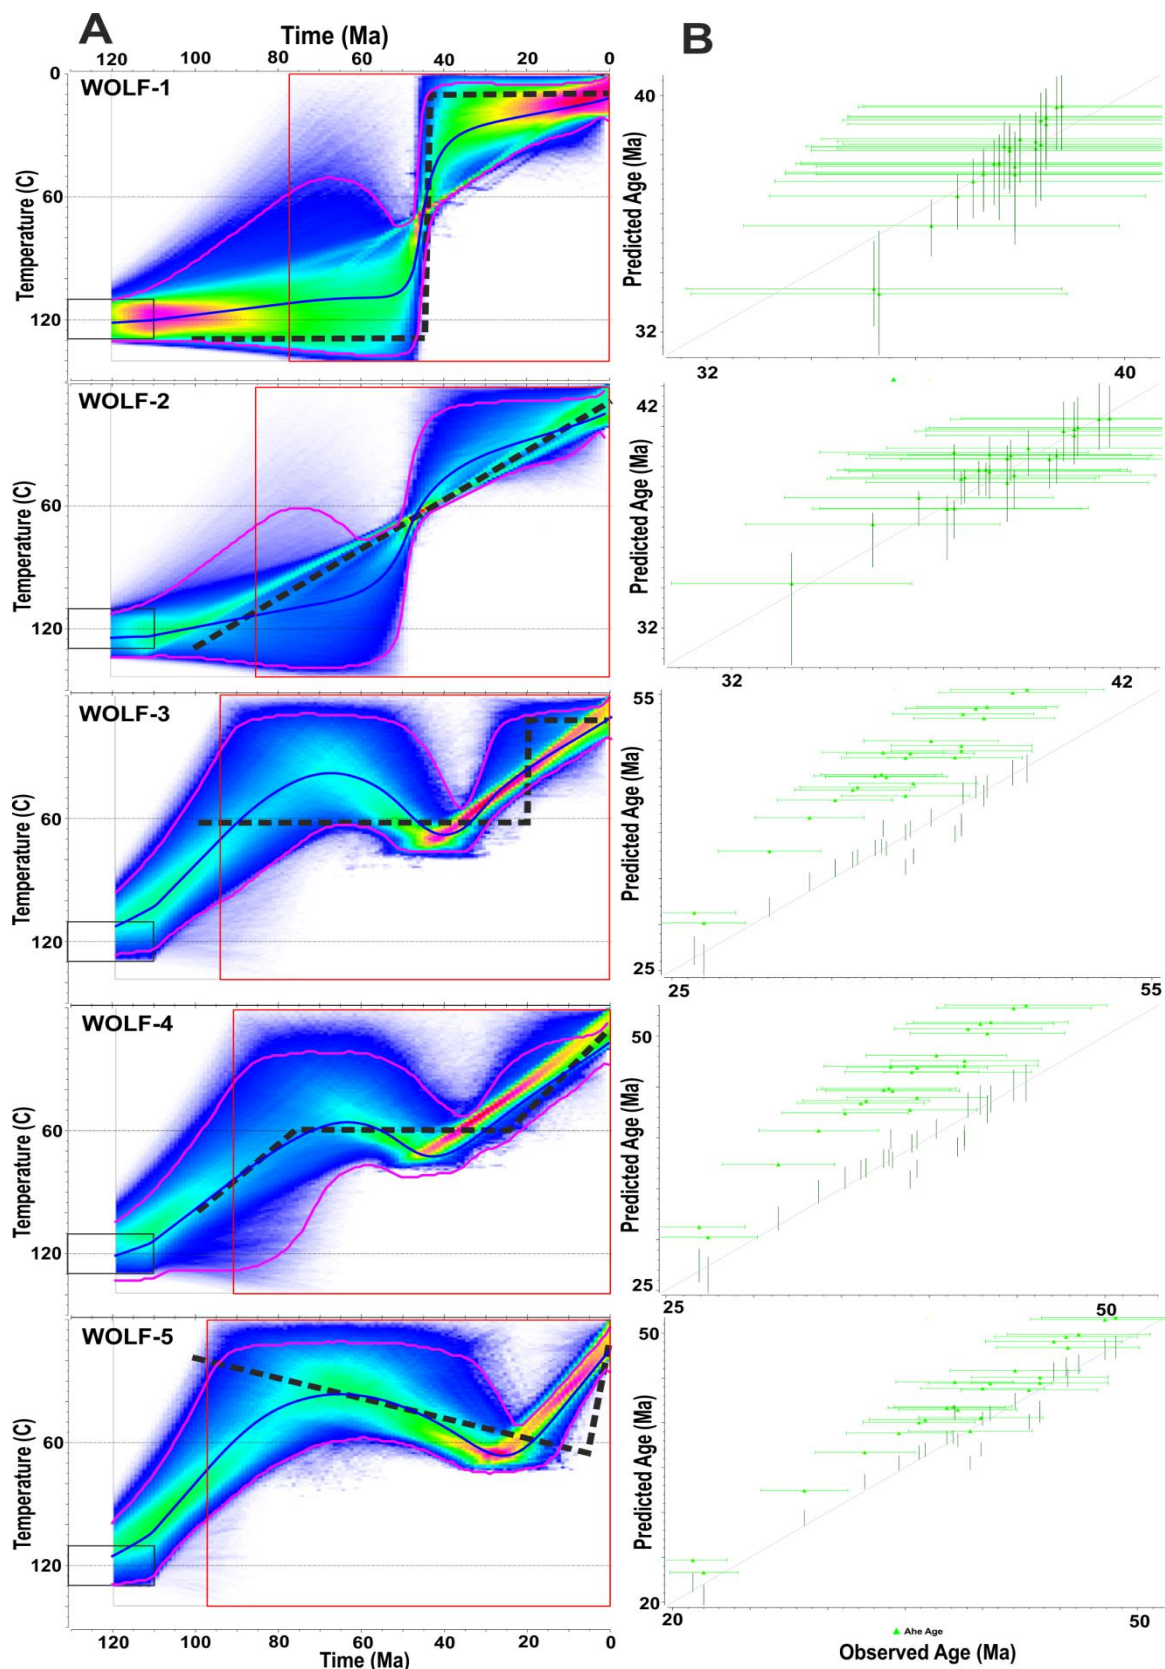 A
B
Time (Ma)
120 100 80 60 40 20 0
WOLF-1
0
60
120
Temperature (C)
40
32
Predicted Age (Ma)
32 40
WOLF-2
60
120
Temperature (C)
42
32
Predicted Age (Ma)
32 42
WOLF-3
60
120
Temperature (C)
55
25
Predicted Age (Ma)
25 55
WOLF-4
60
120
Temperature (C)
50
25
Predicted Age (Ma)
25 50
WOLF-5
60
120
Temperature (C)
50
20
Predicted Age (Ma)
20 50
120 100 80 60 40 20 0
Time (Ma)
Ahe Age
Observed Age (Ma)